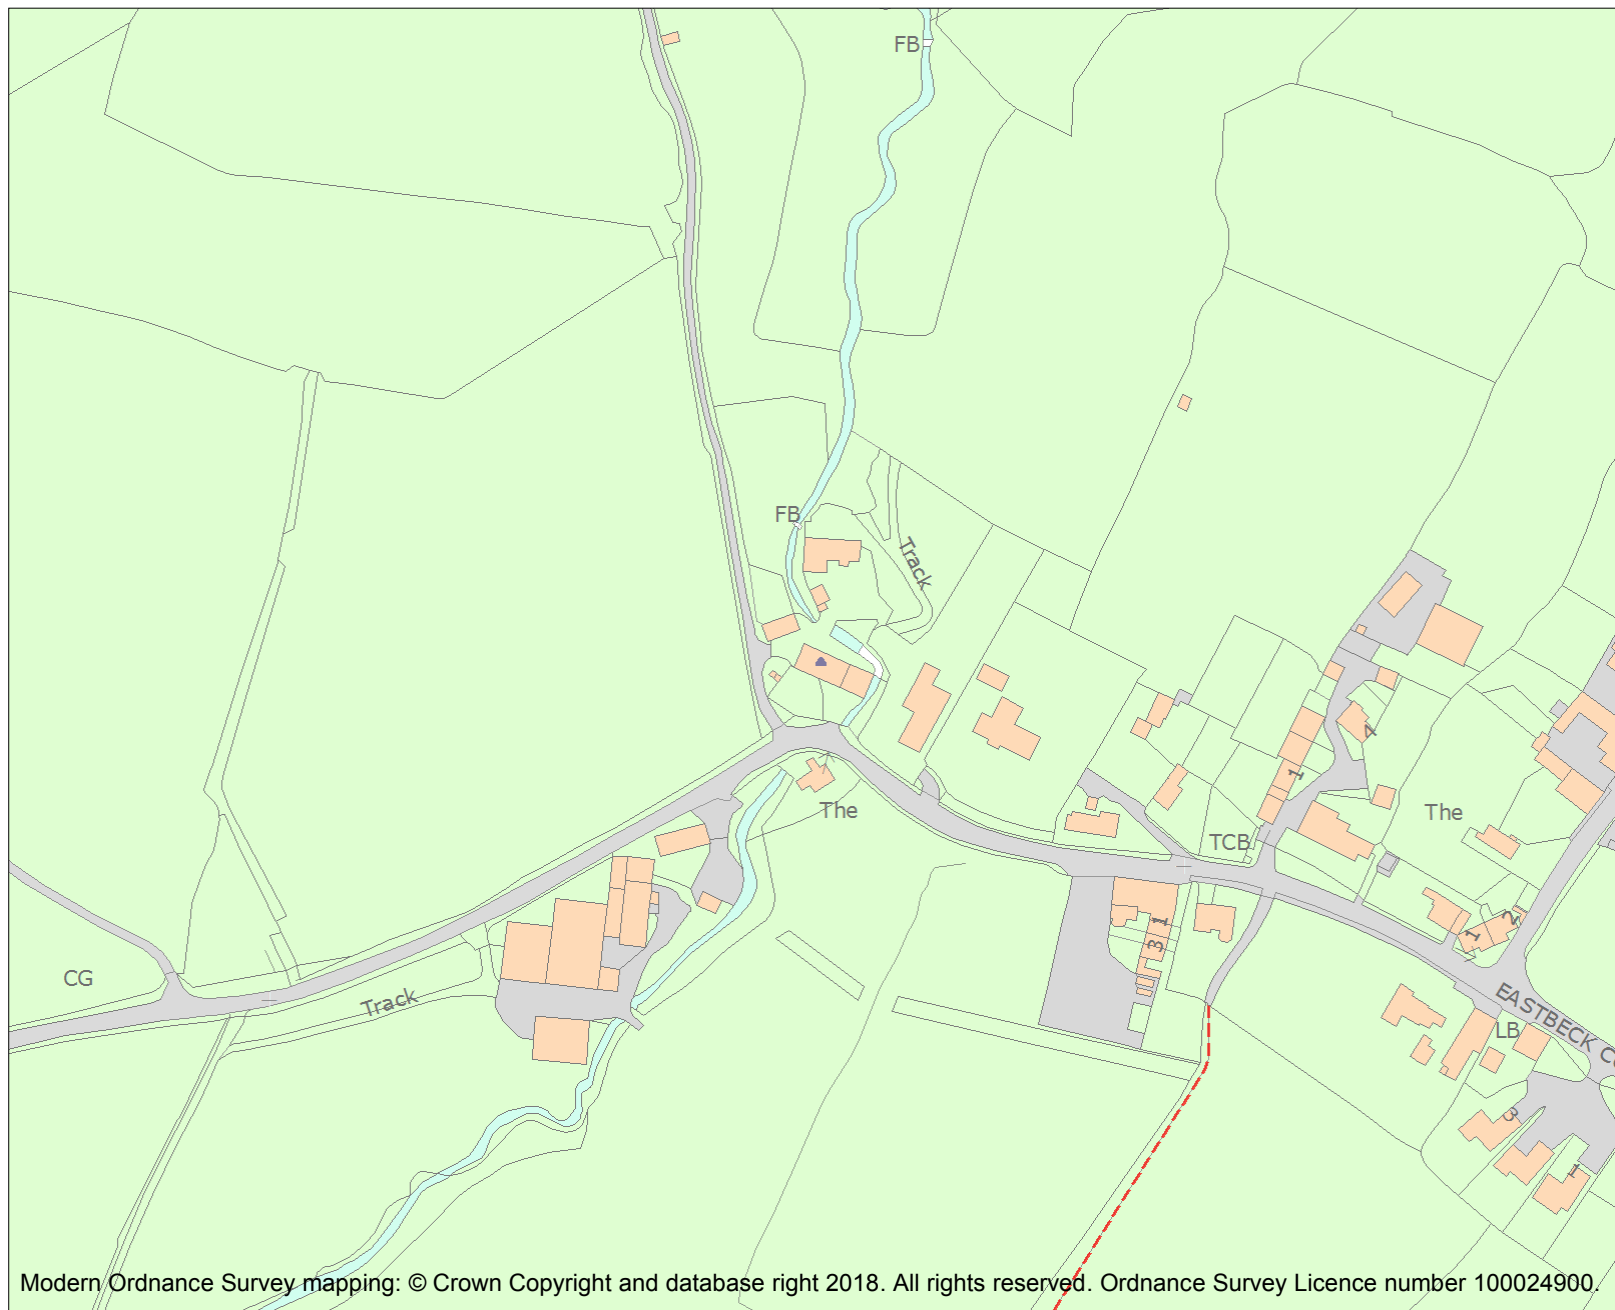 FB
FB
Track
4
1
The
The
TCB
1
3
2
1
CG
Track
EASTBECK
LB
3
1
Modern Ordnance Survey mapping: © Crown Copyright and database right 2018. All rights reserved. Ordnance Survey Licence number 100024900.